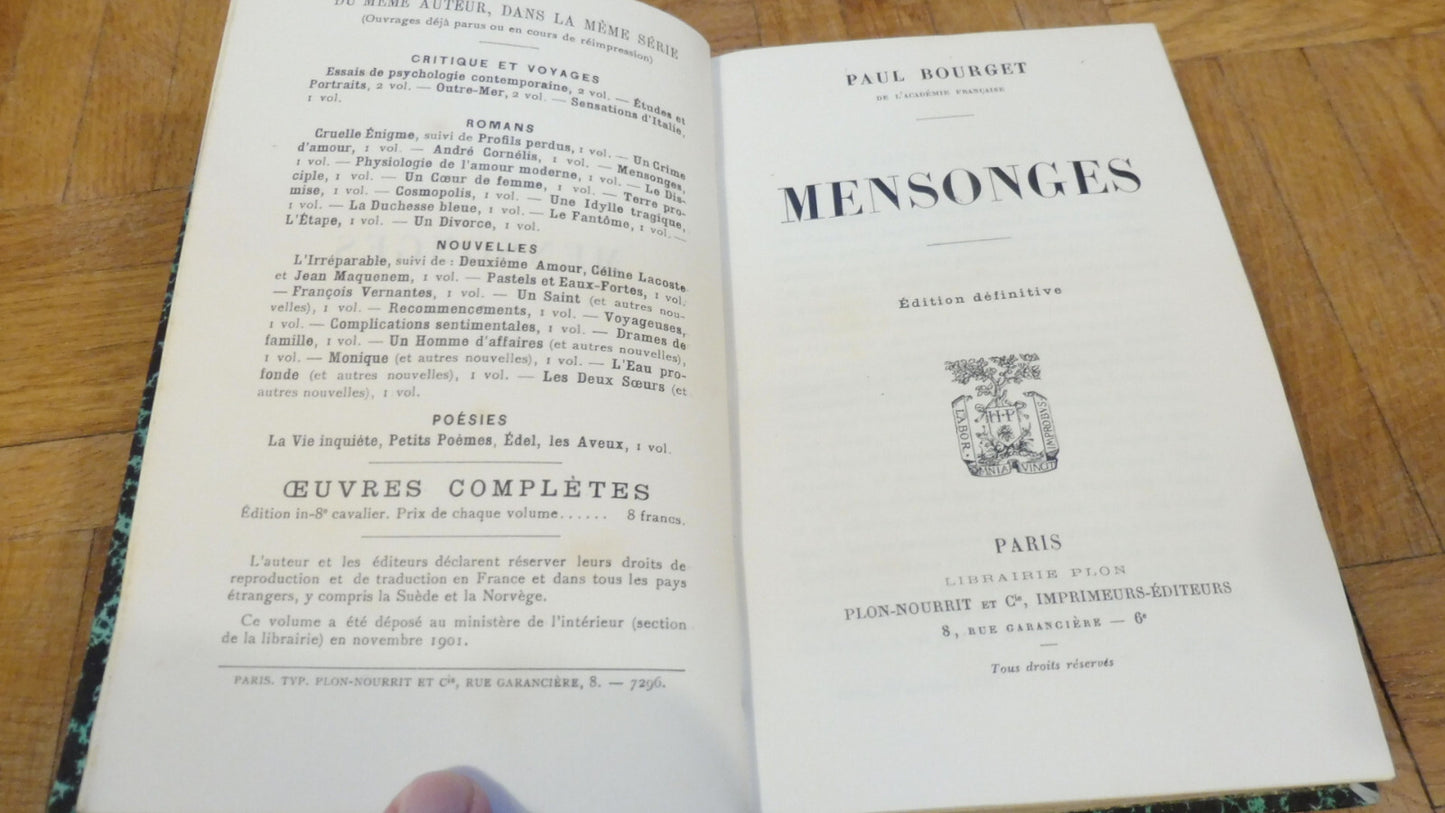 DU MÊME AUTEUR, DANS LA MÊME SÉRIE
(Ouvrages déjà parus ou en cours de réimpression)
CRITIQUE ET VOYAGES
Essais de psychologie contemporaine, 2 vol. — Études et
Portraits, 2 vol. — Outre-Mer, 2 vol. — Sensations d'Italie,
1 vol.
ROMANS
Cruelle Énigme, suivi de Profils perdus, 1 vol. — Un Crime
d'amour, 1 vol. — André Cornélis, 1 vol. — Mensonges,
1 vol. — Physiologie de l'amour moderne, 1 vol. — Le Dis-
ciple, 1 vol. — Un Cœur de femme, 1 vol. — Terre pro-
mise, 1 vol. — Cosmopolis, 1 vol. — Une Idylle tragique,
1 vol. — La Duchesse bleue, 1 vol. — Le Fantôme, 1 vol. —
L'Étape, 1 vol. — Un Divorce, 1 vol.
NOUVELLES
L'Irréparable, suivi de : Deuxième Amour, Céline Lacoste
et Jean Maquenem, 1 vol. — Pastels et Eaux-Fortes, 1 vol.
— François Vernantes, 1 vol. — Un Saint (et autres nou-
velles), 1 vol. — Recommencements, 1 vol. — Voyageuses,
1 vol. — Complications sentimentales, 1 vol. — Drames de
famille, 1 vol. — Un Homme d'affaires (et autres nouvelles),
1 vol. — Monique (et autres nouvelles), 1 vol. — L'Eau pro-
fonde (et autres nouvelles), 1 vol. — Les Deux Sœurs (et
autres nouvelles), 1 vol.
POÉSIES
La Vie inquiète, Petits Poèmes, Édel, les Aveux, 1 vol.
ŒUVRES COMPLÈTES
Édition in-8e cavalier. Prix de chaque volume...... 8 francs.
L'auteur et les éditeurs déclarent réserver leurs droits de
reproduction et de traduction en France et dans tous les pays
étrangers, y compris la Suède et la Norvège.
Ce volume a été déposé au ministère de l'intérieur (section
de la librairie) en novembre 1901.
PARIS. TYP. PLON-NOURRIT ET Cie, RUE GARANCIÈRE, 8. — 7296.
PAUL BOURGET
DE L'ACADÉMIE FRANÇAISE
MENSONGES
Édition définitive
H·P
LABOR
OMNIA VINCIT
IMPROBUS
PARIS
LIBRAIRIE PLON
PLON-NOURRIT ET Cie, IMPRIMEURS-ÉDITEURS
8, RUE GARANCIÈRE — 6e
Tous droits réservés